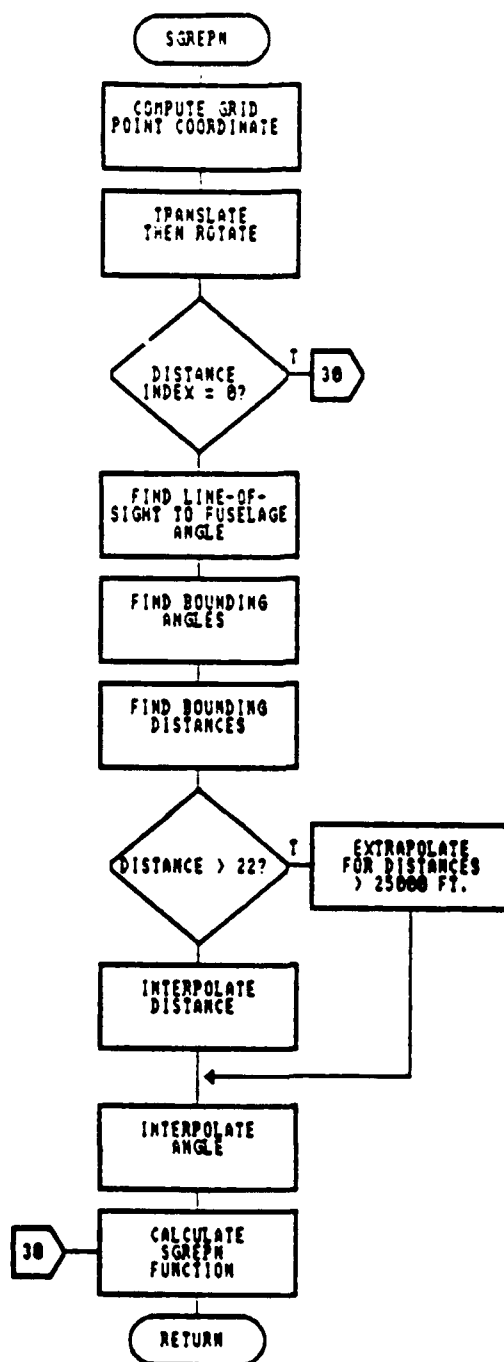 SGREPN
COMPUTE GRID
POINT COORDINATE
TRANSLATE
THEN ROTATE
DISTANCE
INDEX = 0?
T
30
FIND LINE-OF-
SIGHT TO FUSELAGE
ANGLE
FIND BOUNDING
ANGLES
FIND BOUNDING
DISTANCES
DISTANCE > 22?
T
EXTRAPOLATE
FOR DISTANCES
> 25000 FT.
INTERPOLATE
DISTANCE
INTERPOLATE
ANGLE
30
CALCULATE
SGREPN
FUNCTION
RETURN